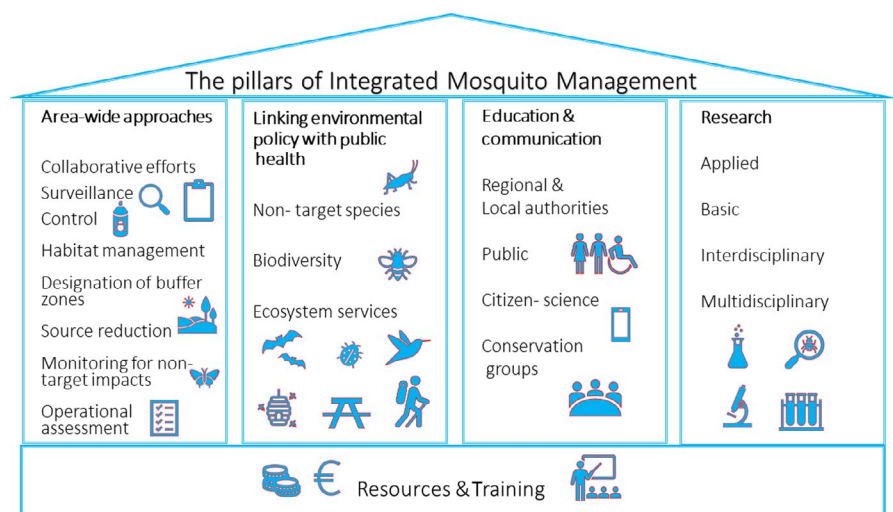 The pillars of Integrated Mosquito Management
Area-wide approaches
Collaborative efforts
Surveillance
Control
Habitat management
Designation of buffer
zones
Source reduction
Monitoring for non-
target impacts
Operational
assessment
Linking environmental
policy with public
health
Non- target species
Biodiversity
Ecosystem services
Education &
communication
Regional &
Local authorities
Public
Citizen- science
Conservation
groups
Research
Applied
Basic
Interdisciplinary
Multidisciplinary
€
Resources &Training